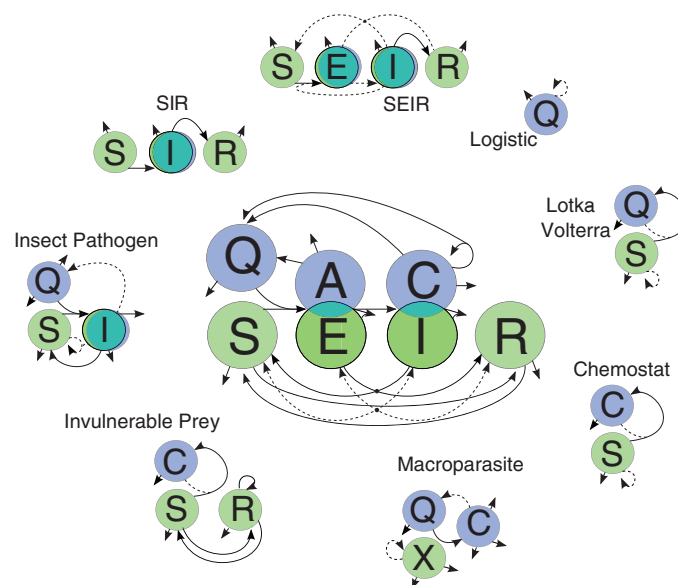 S E I R
SEIR
SIR
S I R
Q
Logistic
Lotka
Volterra
Q
S
Insect Pathogen
Q
S I
Q A C
S E I R
Chemostat
C
S
Invulnerable Prey
C
S R
Macroparasite
Q C
X